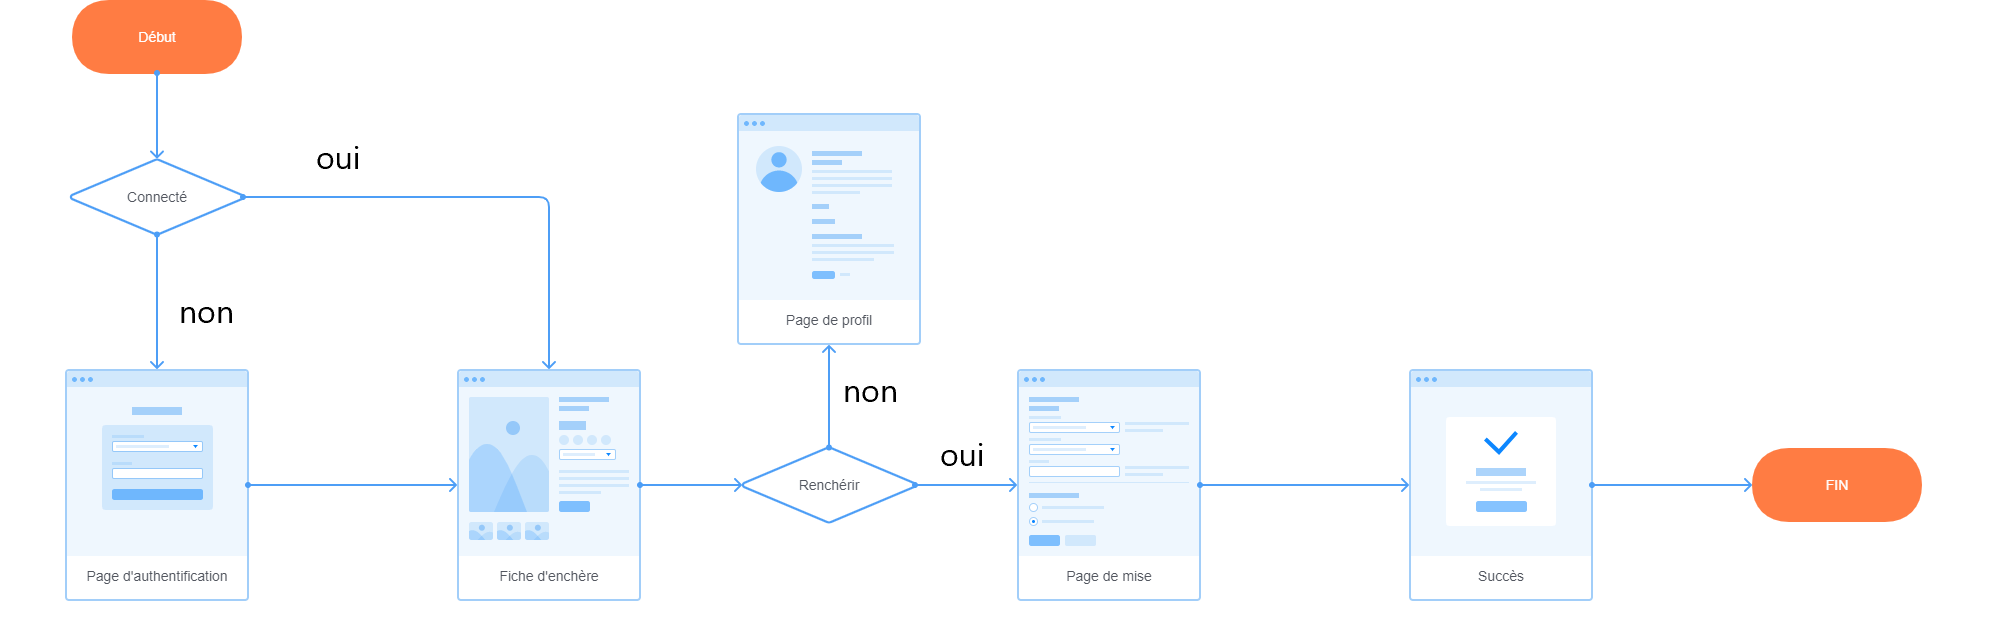 Début
Connecté
oui
non
Page d'authentification
Fiche d'enchère
Page de profil
non
Renchérir
oui
Page de mise
Succès
FIN